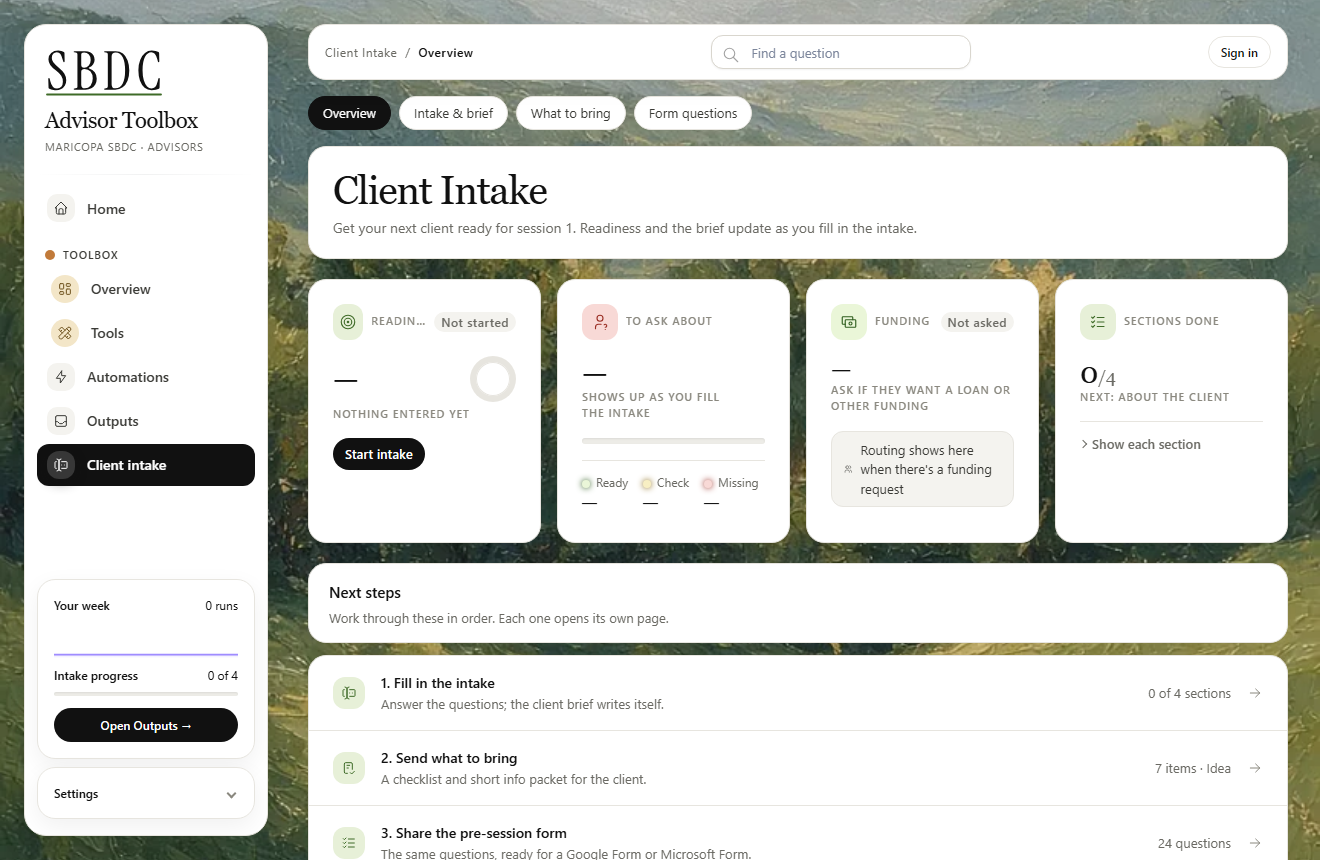 SBDC
Advisor Toolbox
MARICOPA SBDC · ADVISORS
Home
TOOLBOX
Overview
Tools
Automations
Outputs
Client intake
Your week 0 runs
Intake progress 0 of 4
Open Outputs →
Settings
Client Intake / Overview
Find a question
Sign in
Overview
Intake & brief
What to bring
Form questions
Client Intake
Get your next client ready for session 1. Readiness and the brief update as you fill in the intake.
READIN... Not started
—
NOTHING ENTERED YET
Start intake
TO ASK ABOUT
—
SHOWS UP AS YOU FILL
THE INTAKE
Ready Check Missing
— — —
FUNDING Not asked
—
ASK IF THEY WANT A LOAN OR
OTHER FUNDING
Routing shows here
when there's a funding
request
SECTIONS DONE
0/4
NEXT: ABOUT THE CLIENT
Show each section
Next steps
Work through these in order. Each one opens its own page.
1. Fill in the intake
Answer the questions; the client brief writes itself.
0 of 4 sections →
2. Send what to bring
A checklist and short info packet for the client.
7 items · Idea →
3. Share the pre-session form
The same questions, ready for a Google Form or Microsoft Form.
24 questions →